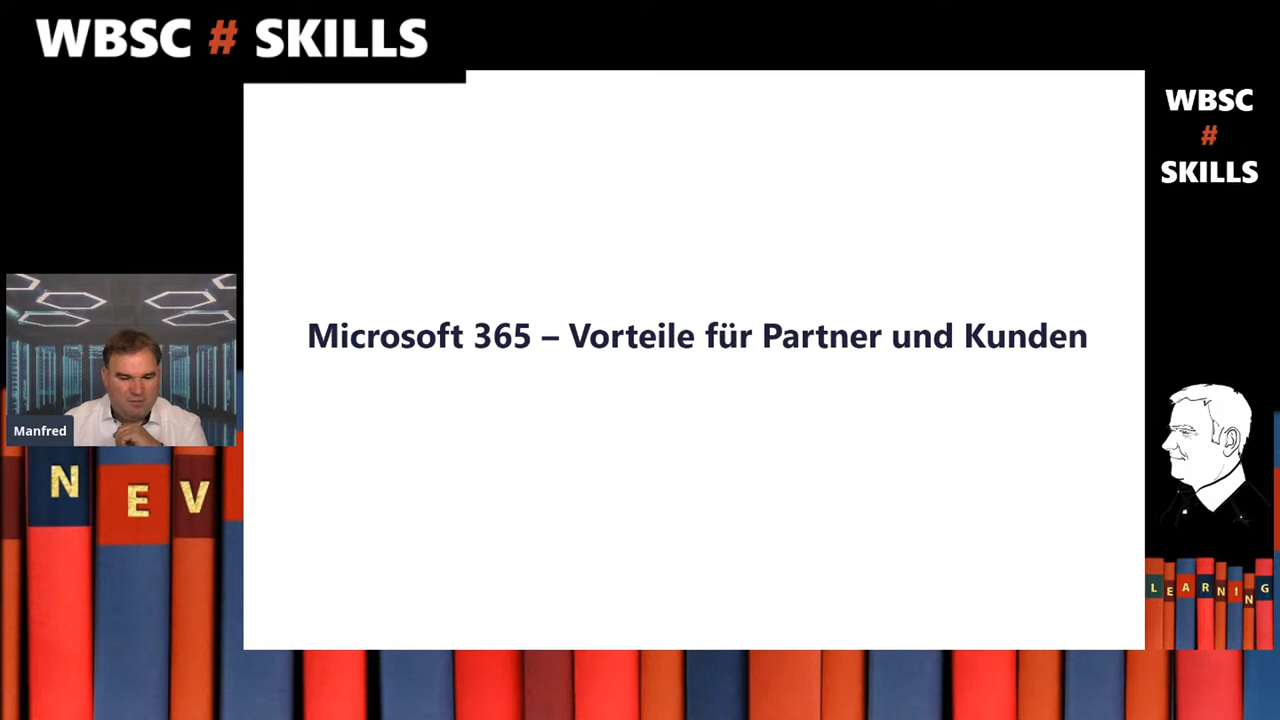 WBSC # SKILLS
WBSC
#
SKILLS
Microsoft 365 – Vorteile für Partner und Kunden
Manfred
N E V
L E A R N I N G